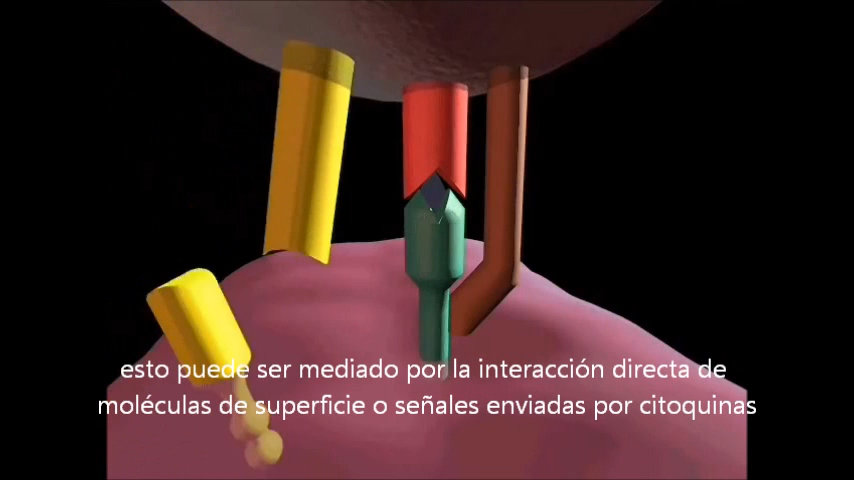 esto puede ser mediado por la interacción directa de
moléculas de superficie o señales enviadas por citoquinas